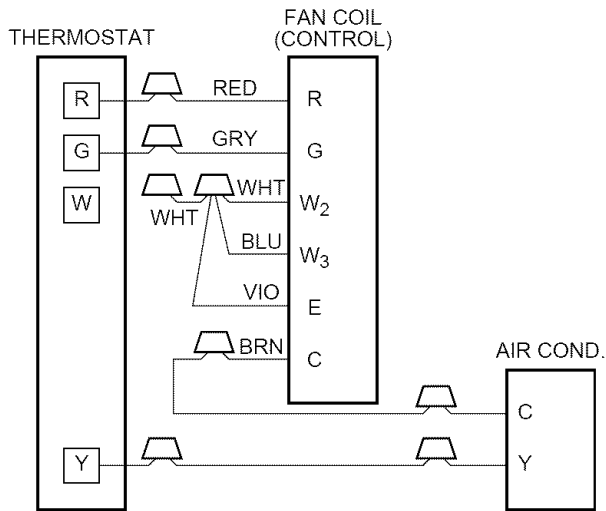 FAN COIL
(CONTROL)
THERMOSTAT
R RED R
G GRY G
W WHT WHT W2
BLU W3
VIO E
BRN C
AIR COND.
C
Y Y